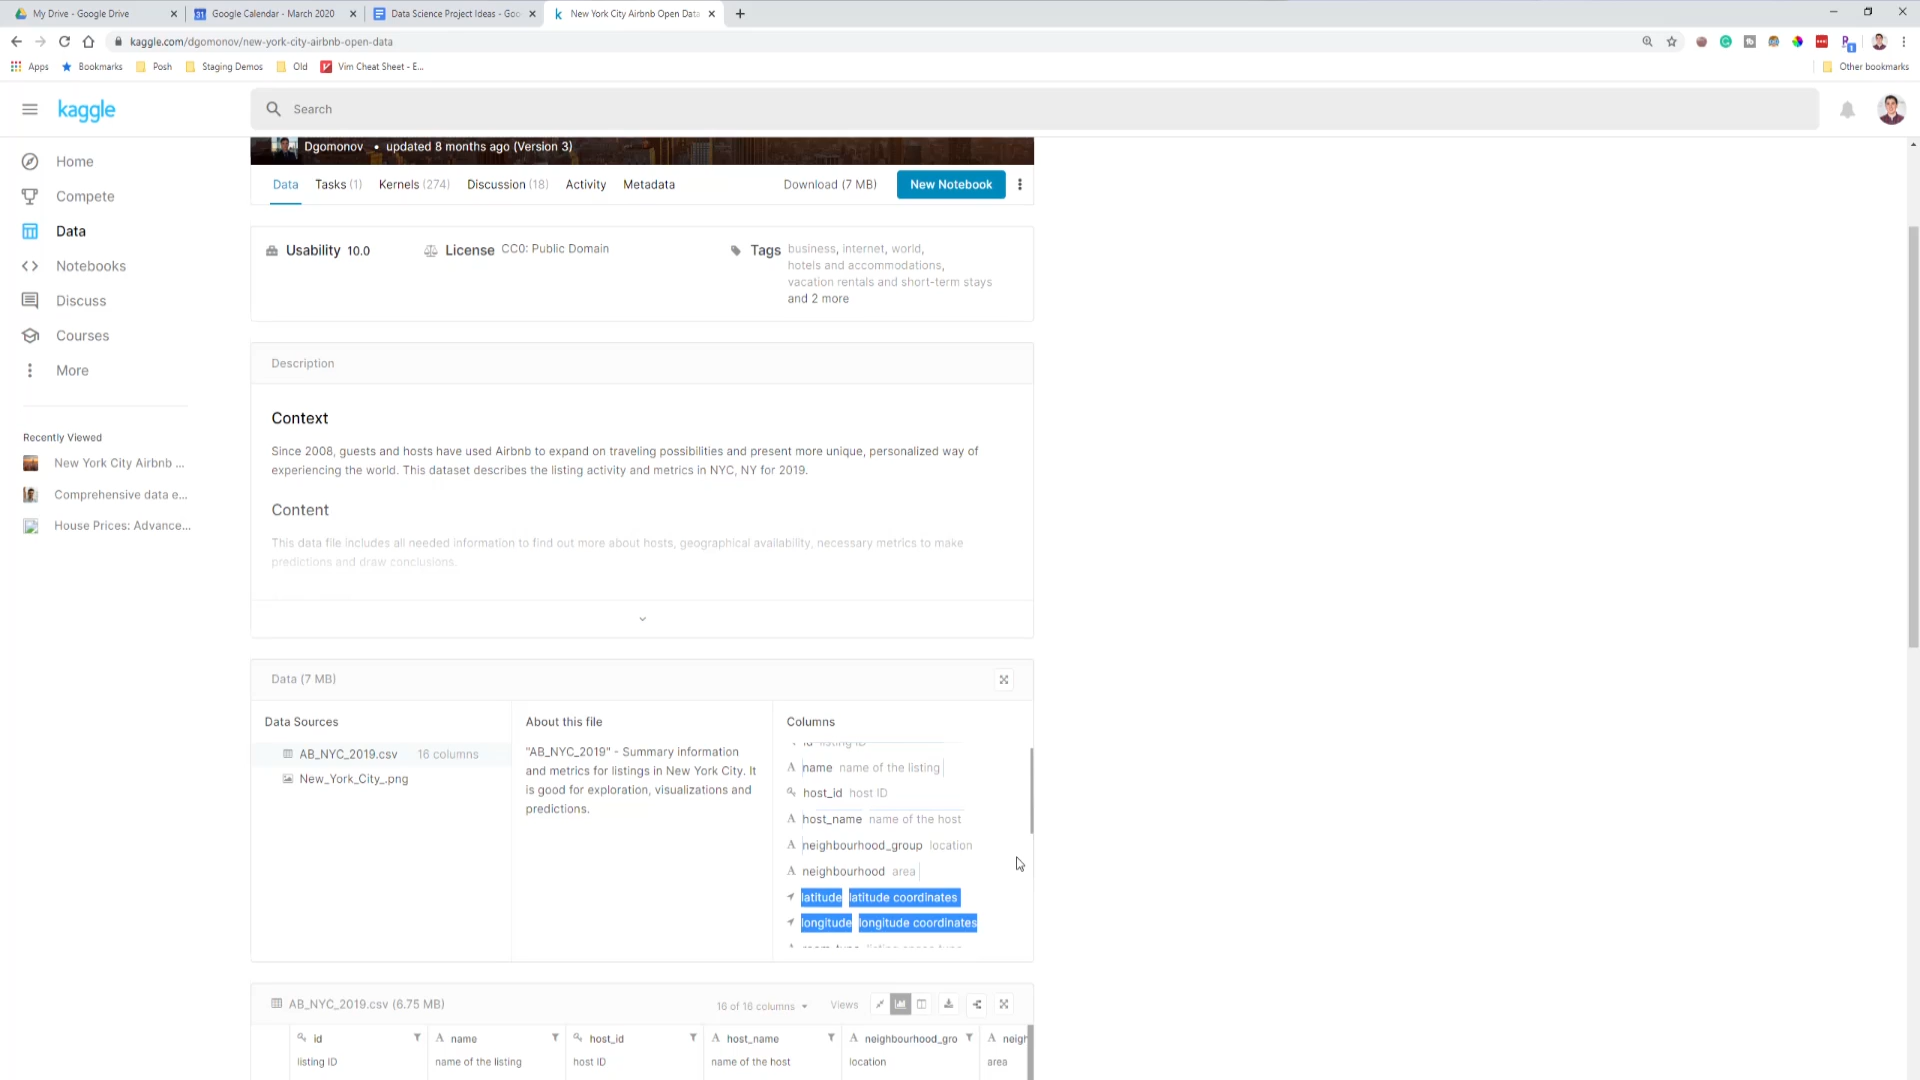 My Drive - Google Drive
Google Calendar - March 2020
Data Science Project Ideas - Goo
New York City Airbnb Open Data
kaggle.com/dgomonov/new-york-city-airbnb-open-data
Apps
Bookmarks
Posh
Staging Demos
Old
Vim Cheat Sheet - E...
Other bookmarks
kaggle
Search
Dgomonov • updated 8 months ago (Version 3)
Home
Compete
Data
Notebooks
Discuss
Courses
More
Recently Viewed
New York City Airbnb ...
Comprehensive data e...
House Prices: Advance...
Data
Tasks (1)
Kernels (274)
Discussion (18)
Activity
Metadata
Download (7 MB)
New Notebook
Usability 10.0
License CC0: Public Domain
Tags business, internet, world,
hotels and accommodations,
vacation rentals and short-term stays
and 2 more
Description
Context
Since 2008, guests and hosts have used Airbnb to expand on traveling possibilities and present more unique, personalized way of
experiencing the world. This dataset describes the listing activity and metrics in NYC, NY for 2019.
Content
This data file includes all needed information to find out more about hosts, geographical availability, necessary metrics to make
predictions and draw conclusions.
Data (7 MB)
Data Sources
AB_NYC_2019.csv 16 columns
New_York_City_.png
About this file
"AB_NYC_2019" - Summary information
and metrics for listings in New York City. It
is good for exploration, visualizations and
predictions.
Columns
id listing ID
name name of the listing
host_id host ID
host_name name of the host
neighbourhood_group location
neighbourhood area
latitude latitude coordinates
longitude longitude coordinates
AB_NYC_2019.csv (6.75 MB)
16 of 16 columns
Views
id
name
host_id
host_name
neighbourhood_gro
neigh
listing ID
name of the listing
host ID
name of the host
location
area